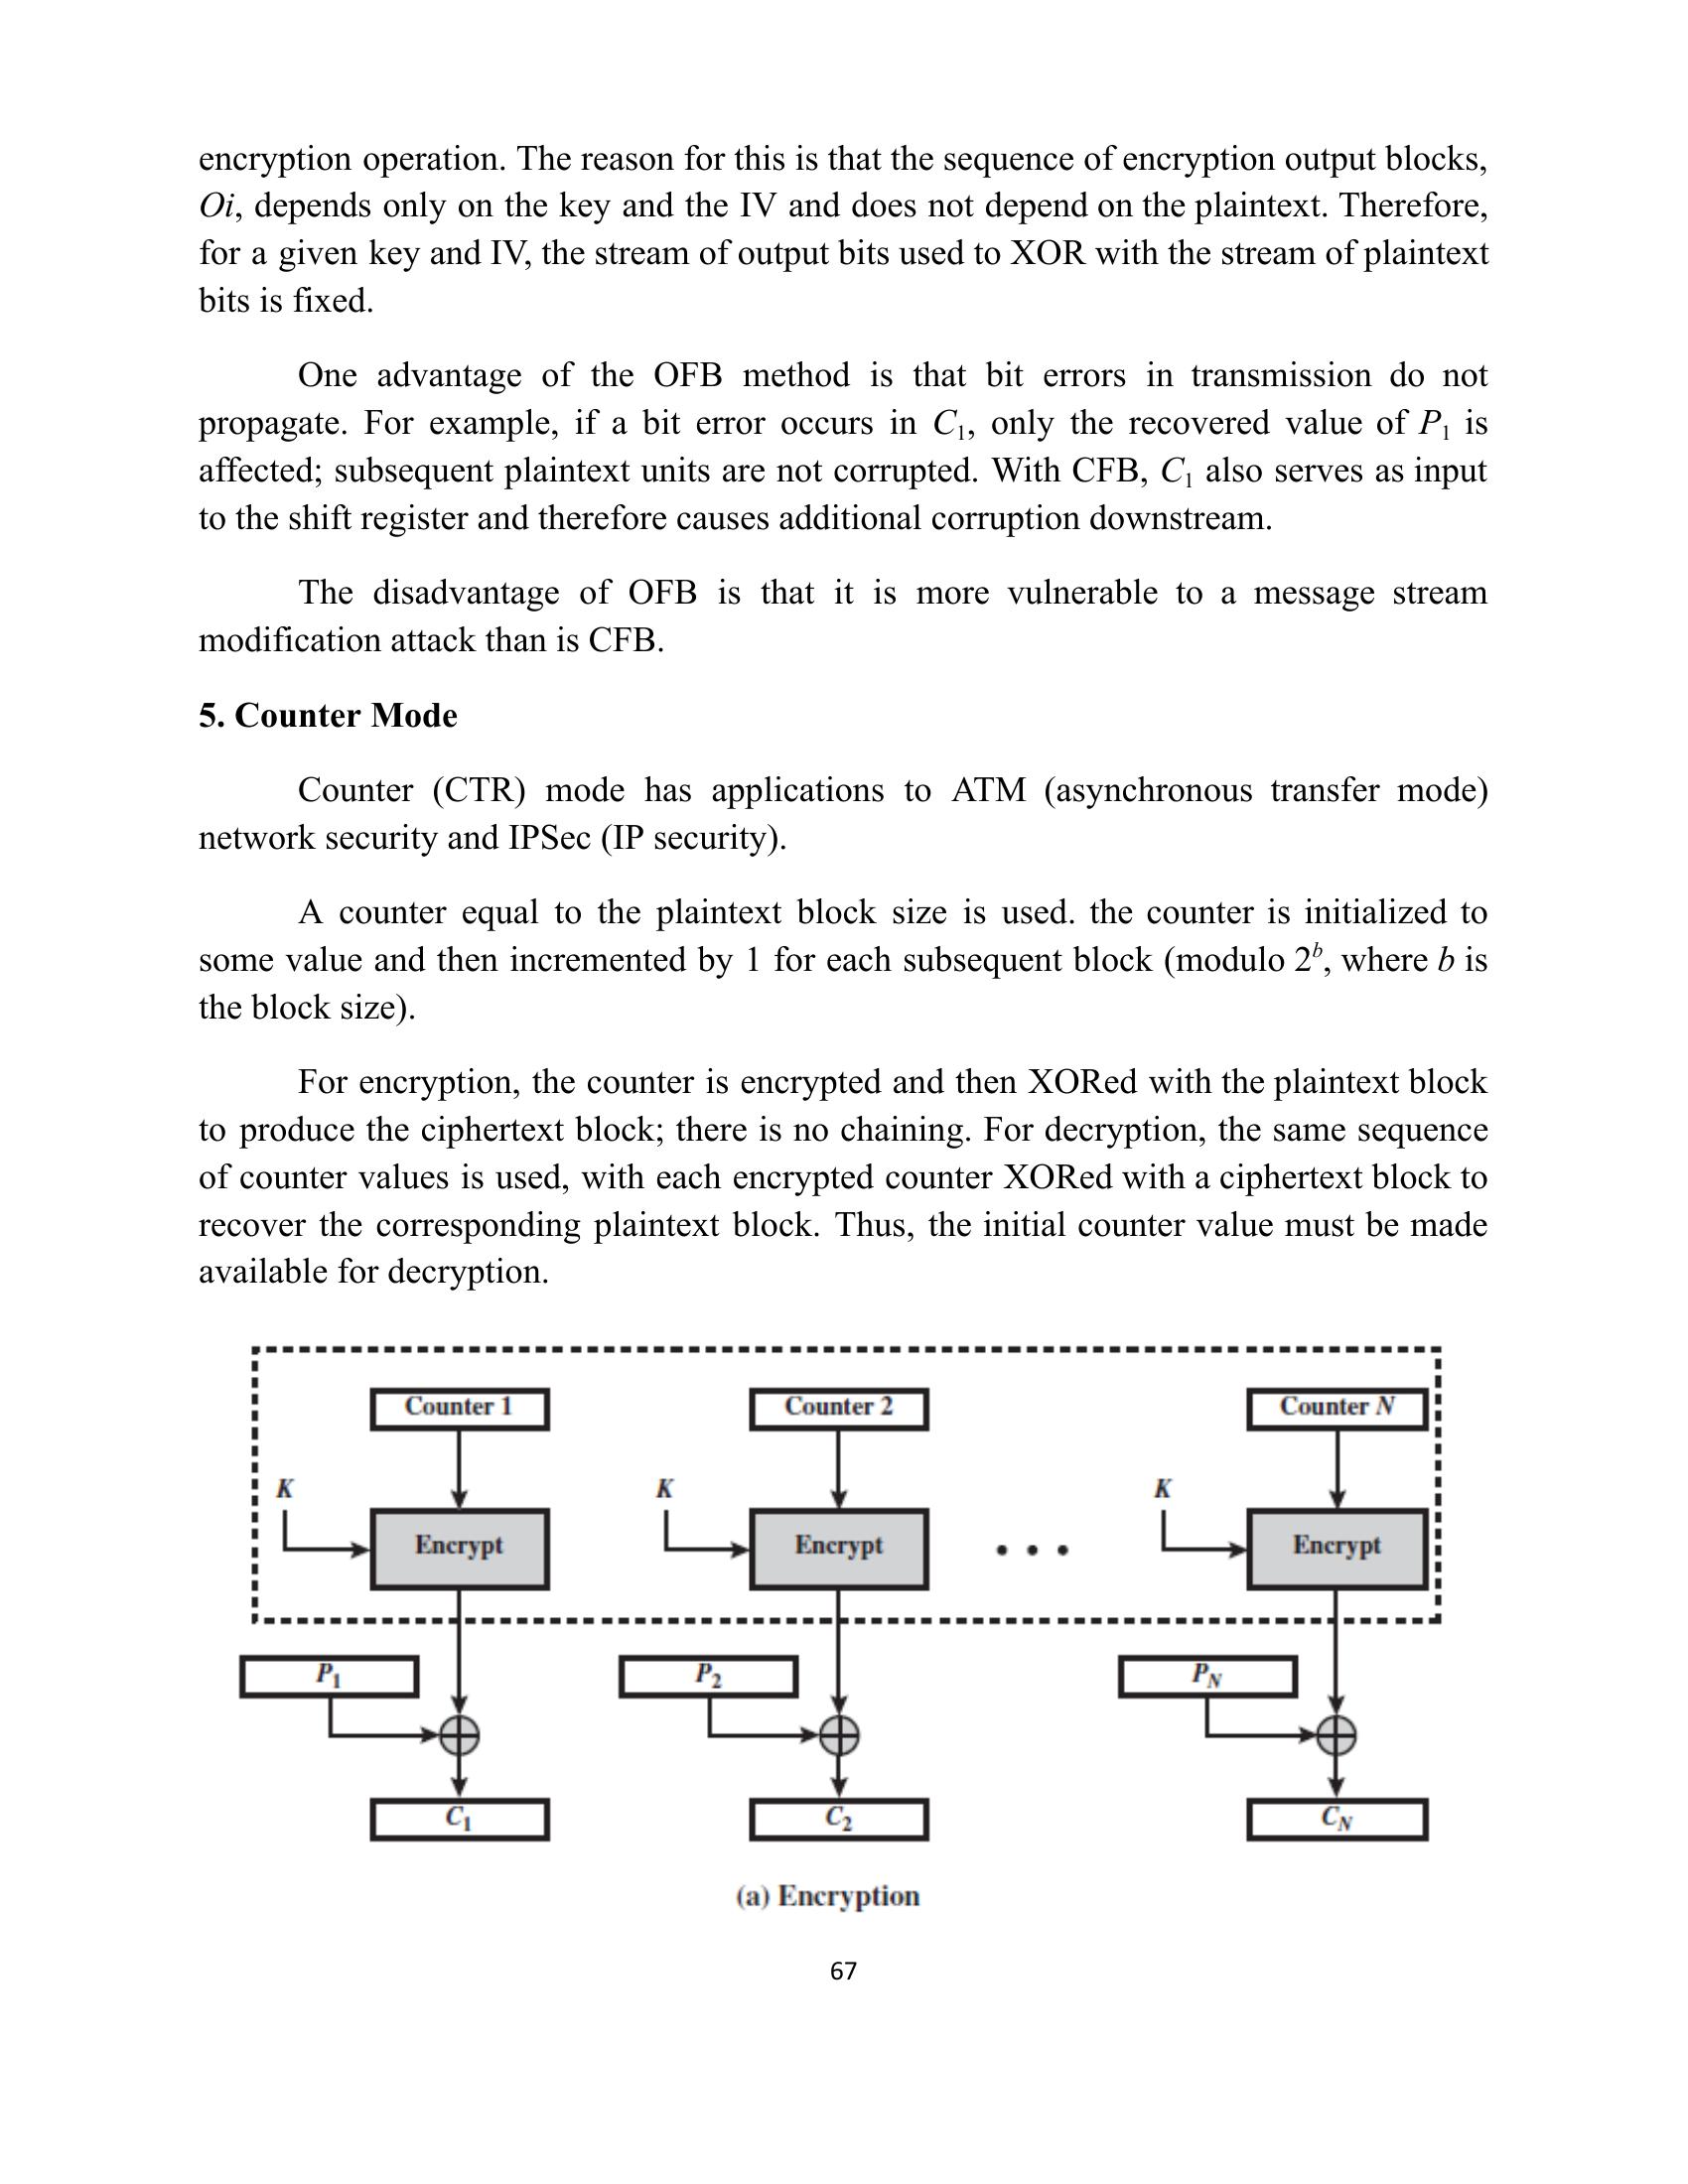 encryption operation. The reason for this is that the sequence of encryption output blocks,
Oi, depends only on the key and the IV and does not depend on the plaintext. Therefore,
for a given key and IV, the stream of output bits used to XOR with the stream of plaintext
bits is fixed.
One advantage of the OFB method is that bit errors in transmission do not
propagate. For example, if a bit error occurs in C₁, only the recovered value of P₁ is
affected; subsequent plaintext units are not corrupted. With CFB, C₁ also serves as input
to the shift register and therefore causes additional corruption downstream.
The disadvantage of OFB is that it is more vulnerable to a message stream
modification attack than is CFB.
5. Counter Mode
Counter (CTR) mode has applications to ATM (asynchronous transfer mode)
network security and IPSec (IP security).
A counter equal to the plaintext block size is used. the counter is initialized to
some value and then incremented by 1 for each subsequent block (modulo 2ᵇ, where b is
the block size).
For encryption, the counter is encrypted and then XORed with the plaintext block
to produce the ciphertext block; there is no chaining. For decryption, the same sequence
of counter values is used, with each encrypted counter XORed with a ciphertext block to
recover the corresponding plaintext block. Thus, the initial counter value must be made
available for decryption.
Counter 1 Counter 2 Counter N
K K K
Encrypt Encrypt • • • Encrypt
P₁ P₂ P_N
C₁ C₂ C_N
(a) Encryption
67